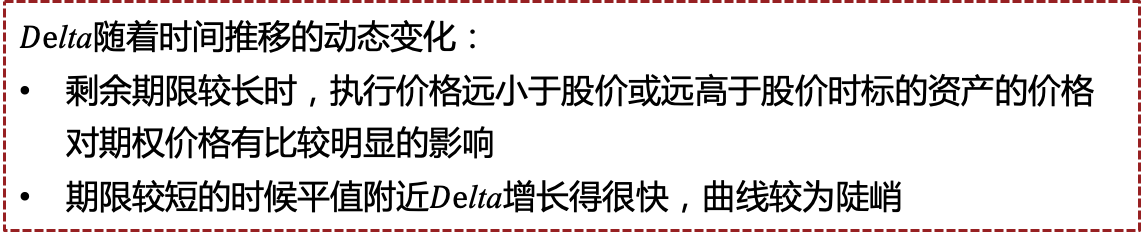 Delta随着时间推移的动态变化：
• 剩余期限较长时，执行价格远小于股价或远高于股价时标的资产的价格
对期权价格有比较明显的影响
• 期限较短的时候平值附近Delta增长得很快，曲线较为陡峭